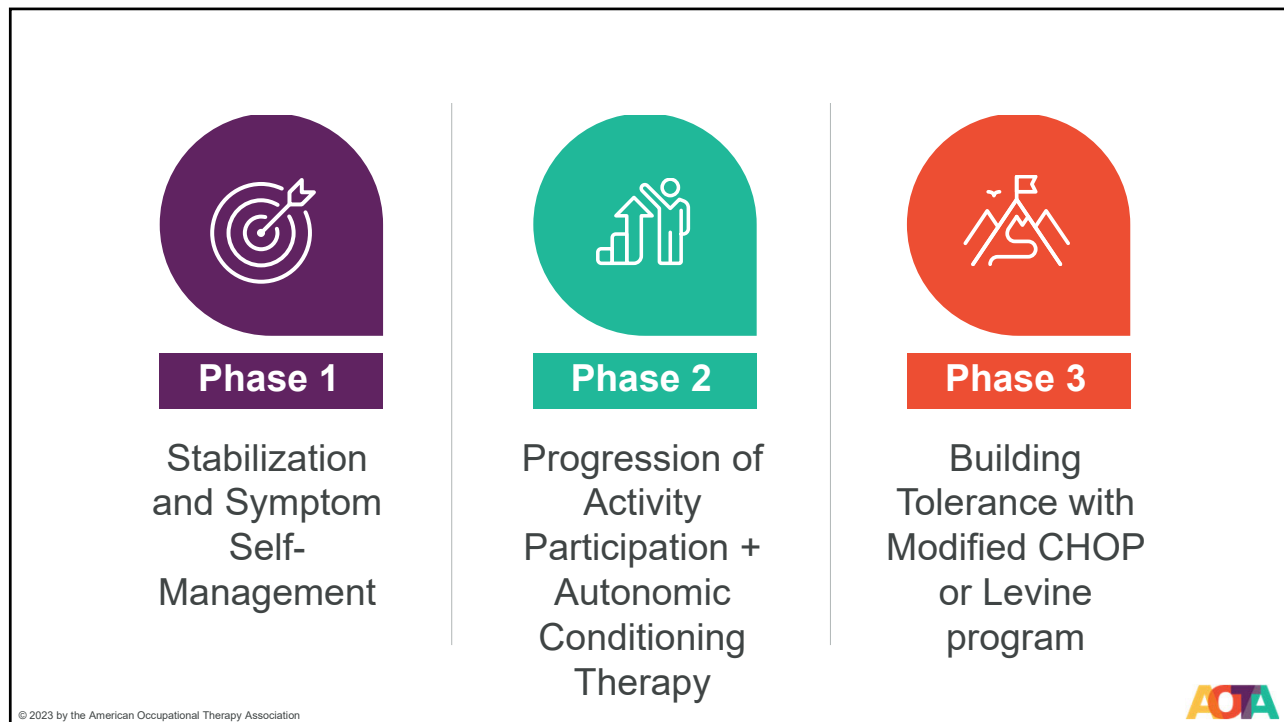 Phase 1
Stabilization
and Symptom
Self-
Management
Phase 2
Progression of
Activity
Participation +
Autonomic
Conditioning
Therapy
Phase 3
Building
Tolerance with
Modified CHOP
or Levine
program
© 2023 by the American Occupational Therapy Association
AOTA